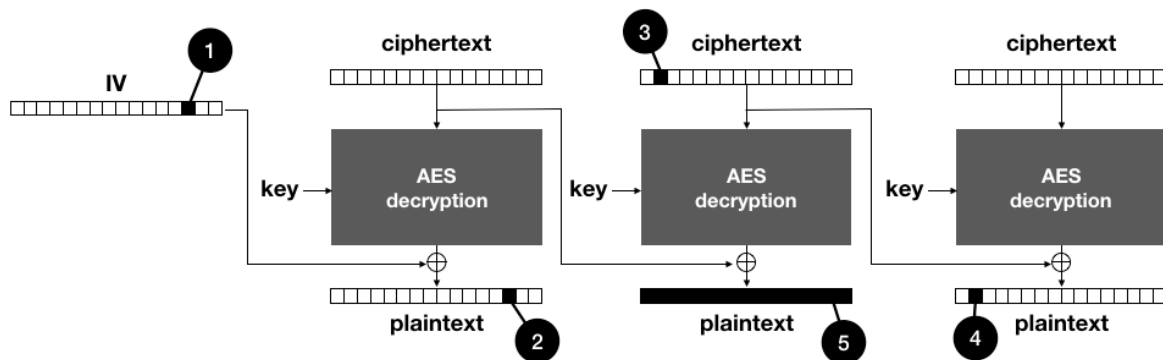 1
3
ciphertext
ciphertext
ciphertext
IV
key
AES
decryption
key
AES
decryption
key
AES
decryption
plaintext
2
plaintext
5
4
plaintext